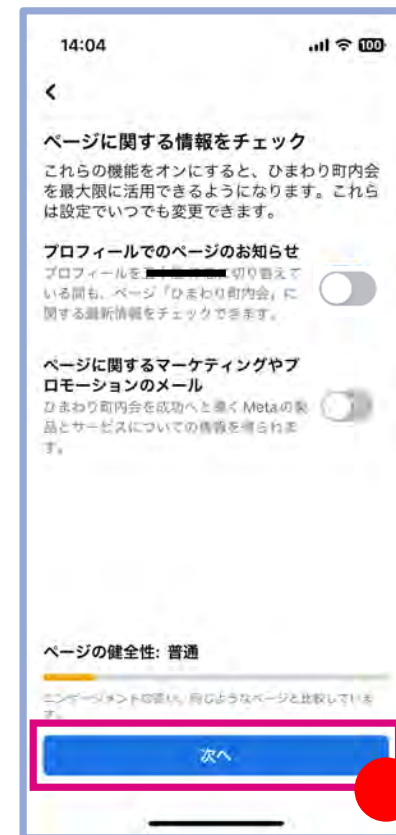 14:04
100
ページに関する情報をチェック
これらの機能をオンにすると、ひまわり町内会
を最大限に活用できるようになります。これら
は設定でいつでも変更できます。
プロフィールでのページのお知らせ
プロフィールを 切り替えて
いる間も、ページ「ひまわり町内会」に
関する最新情報をチェックできます。
ページに関するマーケティングやプ
ロモーションのメール
ひまわり町内会を成功へと導くMetaの製
品とサービスについての情報を得られま
す。
ページの健全性: 普通
エンゲージメントの高い、同じようなページと比較していま
す。
次へ